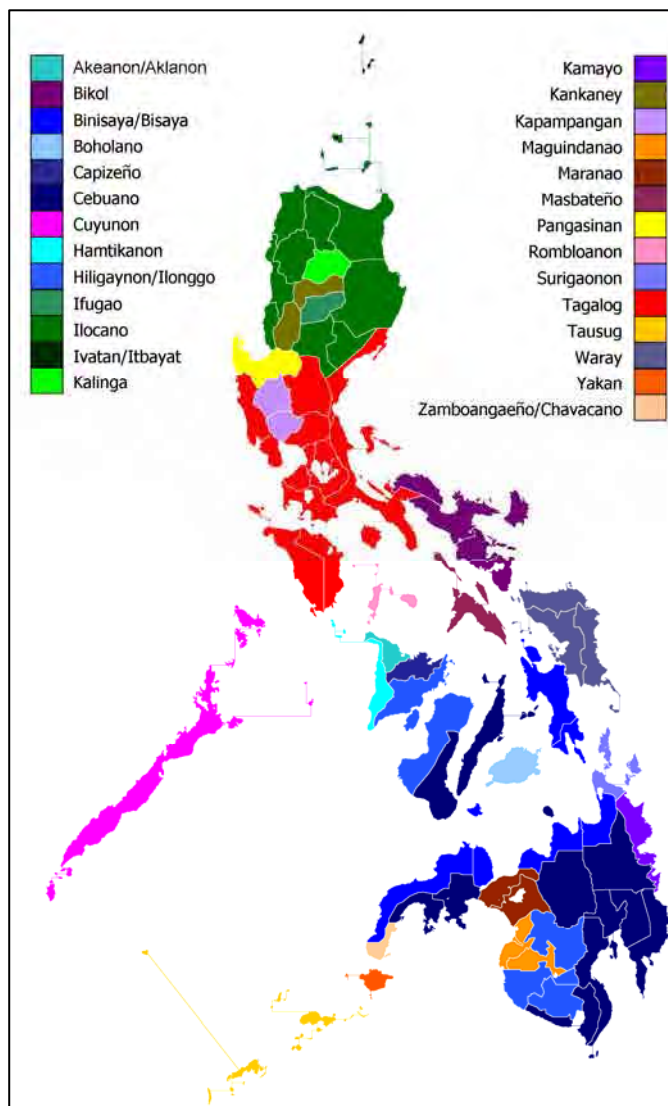 Akeanon/Aklanon
Bikol
Binisaya/Bisaya
Boholano
Capizeño
Cebuano
Cuyunon
Hamtikanon
Hiligaynon/Ilonggo
Ifugao
Ilocano
Ivatan/Itbayat
Kalinga
Kamayo
Kankaney
Kapampangan
Maguindanao
Maranao
Masbateño
Pangasinan
Rombloanon
Surigaonon
Tagalog
Tausug
Waray
Yakan
Zamboangaeño/Chavacano